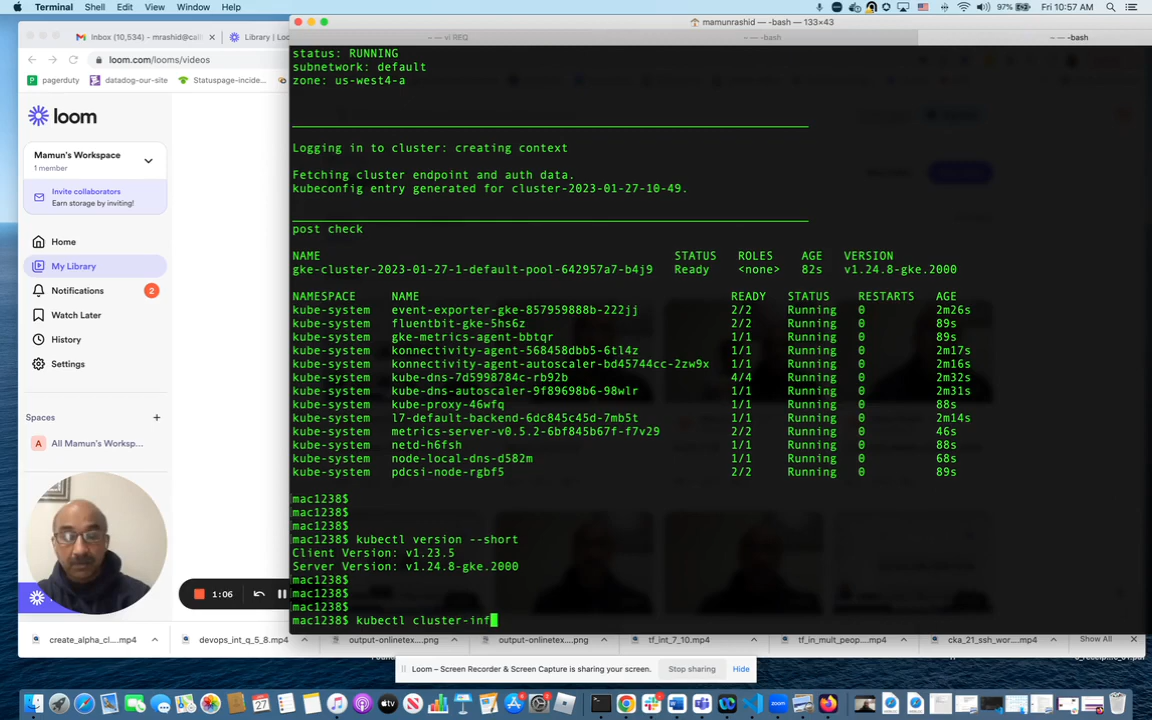 Terminal Shell Edit View Window Help
97% Fri 10:57 AM
mamunrashid — -bash — 133×43
Inbox (10,534) - mrashid@call
Library | Loo
— vi REQ
— -bash
— -bash
loom.com/looms/videos
pagerduty
datadog-our-site
Statuspage-incide...
loom
Mamun's Workspace
1 member
Invite collaborators
Earn storage by inviting!
Home
My Library
Notifications 2
Watch Later
History
Settings
Spaces +
A All Mamun's Worksp...
status: RUNNING
subnetwork: default
zone: us-west4-a
Logging in to cluster: creating context
Fetching cluster endpoint and auth data.
kubeconfig entry generated for cluster-2023-01-27-10-49.
post check
NAME STATUS ROLES AGE VERSION
gke-cluster-2023-01-27-1-default-pool-642957a7-b4j9 Ready <none> 82s v1.24.8-gke.2000
NAMESPACE NAME READY STATUS RESTARTS AGE
kube-system event-exporter-gke-857959888b-222jj 2/2 Running 0 2m26s
kube-system fluentbit-gke-5hs6z 2/2 Running 0 89s
kube-system gke-metrics-agent-bbtqr 1/1 Running 0 89s
kube-system konnectivity-agent-568458dbb5-6tl4z 1/1 Running 0 2m17s
kube-system konnectivity-agent-autoscaler-bd45744cc-2zw9x 1/1 Running 0 2m16s
kube-system kube-dns-7d5998784c-rb92b 4/4 Running 0 2m32s
kube-system kube-dns-autoscaler-9f89698b6-98wlr 1/1 Running 0 2m31s
kube-system kube-proxy-46wfq 1/1 Running 0 88s
kube-system l7-default-backend-6dc845c45d-7mb5t 1/1 Running 0 2m14s
kube-system metrics-server-v0.5.2-6bf845b67f-f7v29 2/2 Running 0 46s
kube-system netd-h6fsh 1/1 Running 0 88s
kube-system node-local-dns-d582m 1/1 Running 0 68s
kube-system pdcsi-node-rgbf5 2/2 Running 0 89s
mac1238$
mac1238$
mac1238$
mac1238$ kubectl version --short
Client Version: v1.23.5
Server Version: v1.24.8-gke.2000
mac1238$
mac1238$
mac1238$
mac1238$ kubectl cluster-inf
1:06
create_alpha_cl....mp4
devops_int_q_5_8.mp4
output-onlinetex....png
output-onlinetex....png
tf_int_7_10.mp4
tf_in_mult_peop....mp4
cka_21_ssh_wor....mp4
Show All
Loom – Screen Recorder & Screen Capture is sharing your screen.
Stop sharing
Hide